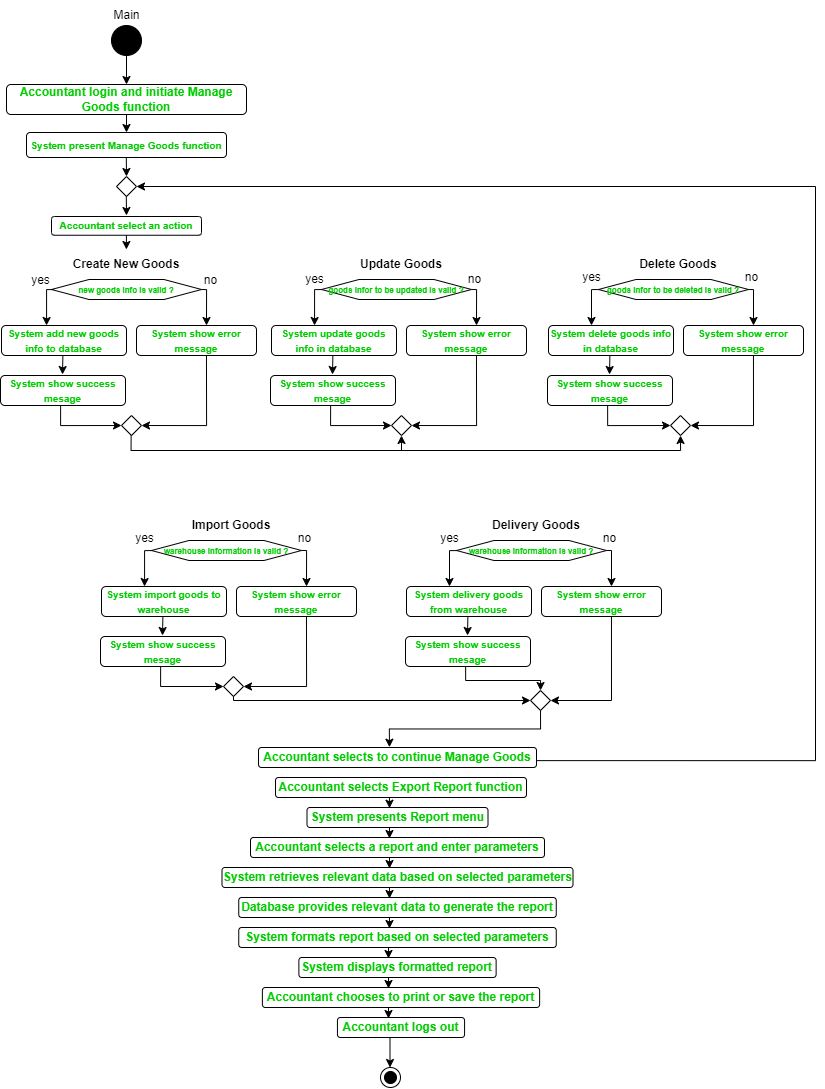 Main
Accountant login and initiate Manage
Goods function
System present Manage Goods function
Accountant select an action
Create New Goods
Update Goods
Delete Goods
yes
new goods info is valid ?
no
yes
goods infor to be updated is valid ?
no
yes
goods infor to be deleted is valid ?
no
System add new goods
info to database
System show error
message
System update goods
info in database
System show error
message
System delete goods info
in database
System show error
message
System show success
mesage
System show success
mesage
System show success
mesage
Import Goods
Delivery Goods
yes
warehouse information is valid ?
no
yes
warehouse information is valid ?
no
System import goods to
warehouse
System show error
message
System delivery goods
from warehouse
System show error
message
System show success
mesage
System show success
mesage
Accountant selects to continue Manage Goods
Accountant selects Export Report function
System presents Report menu
Accountant selects a report and enter parameters
System retrieves relevant data based on selected parameters
Database provides relevant data to generate the report
System formats report based on selected parameters
System displays formatted report
Accountant chooses to print or save the report
Accountant logs out